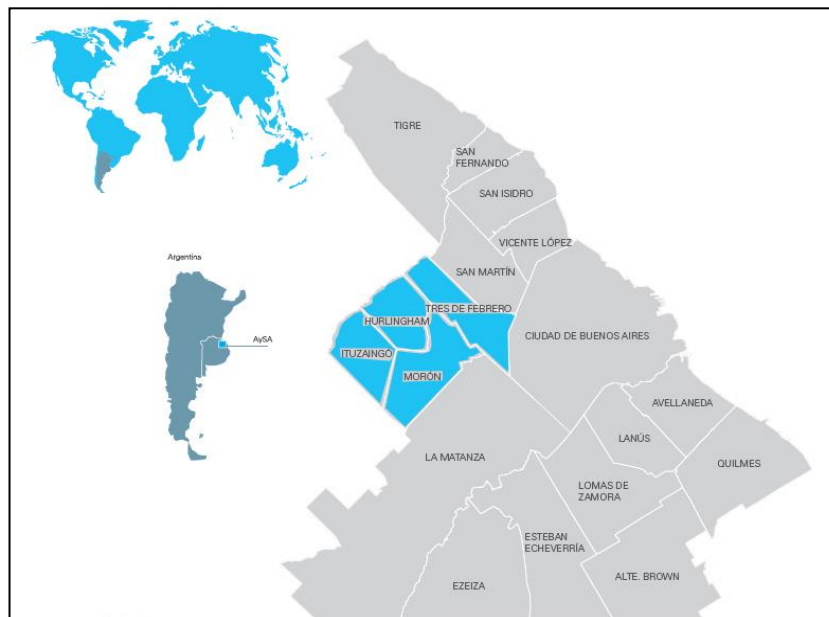 TIGRE
SAN
FERNANDO
SAN ISIDRO
VICENTE LÓPEZ
SAN MARTÍN
Argentina
TRES DE FEBRERO
HURLINGHAM
CIUDAD DE BUENOS AIRES
AySA
ITUZAINGÓ
MORÓN
AVELLANEDA
LANÚS
LA MATANZA
QUILMES
LOMAS DE
ZAMORA
ESTEBAN
ECHEVERRÍA
ALTE. BROWN
EZEIZA